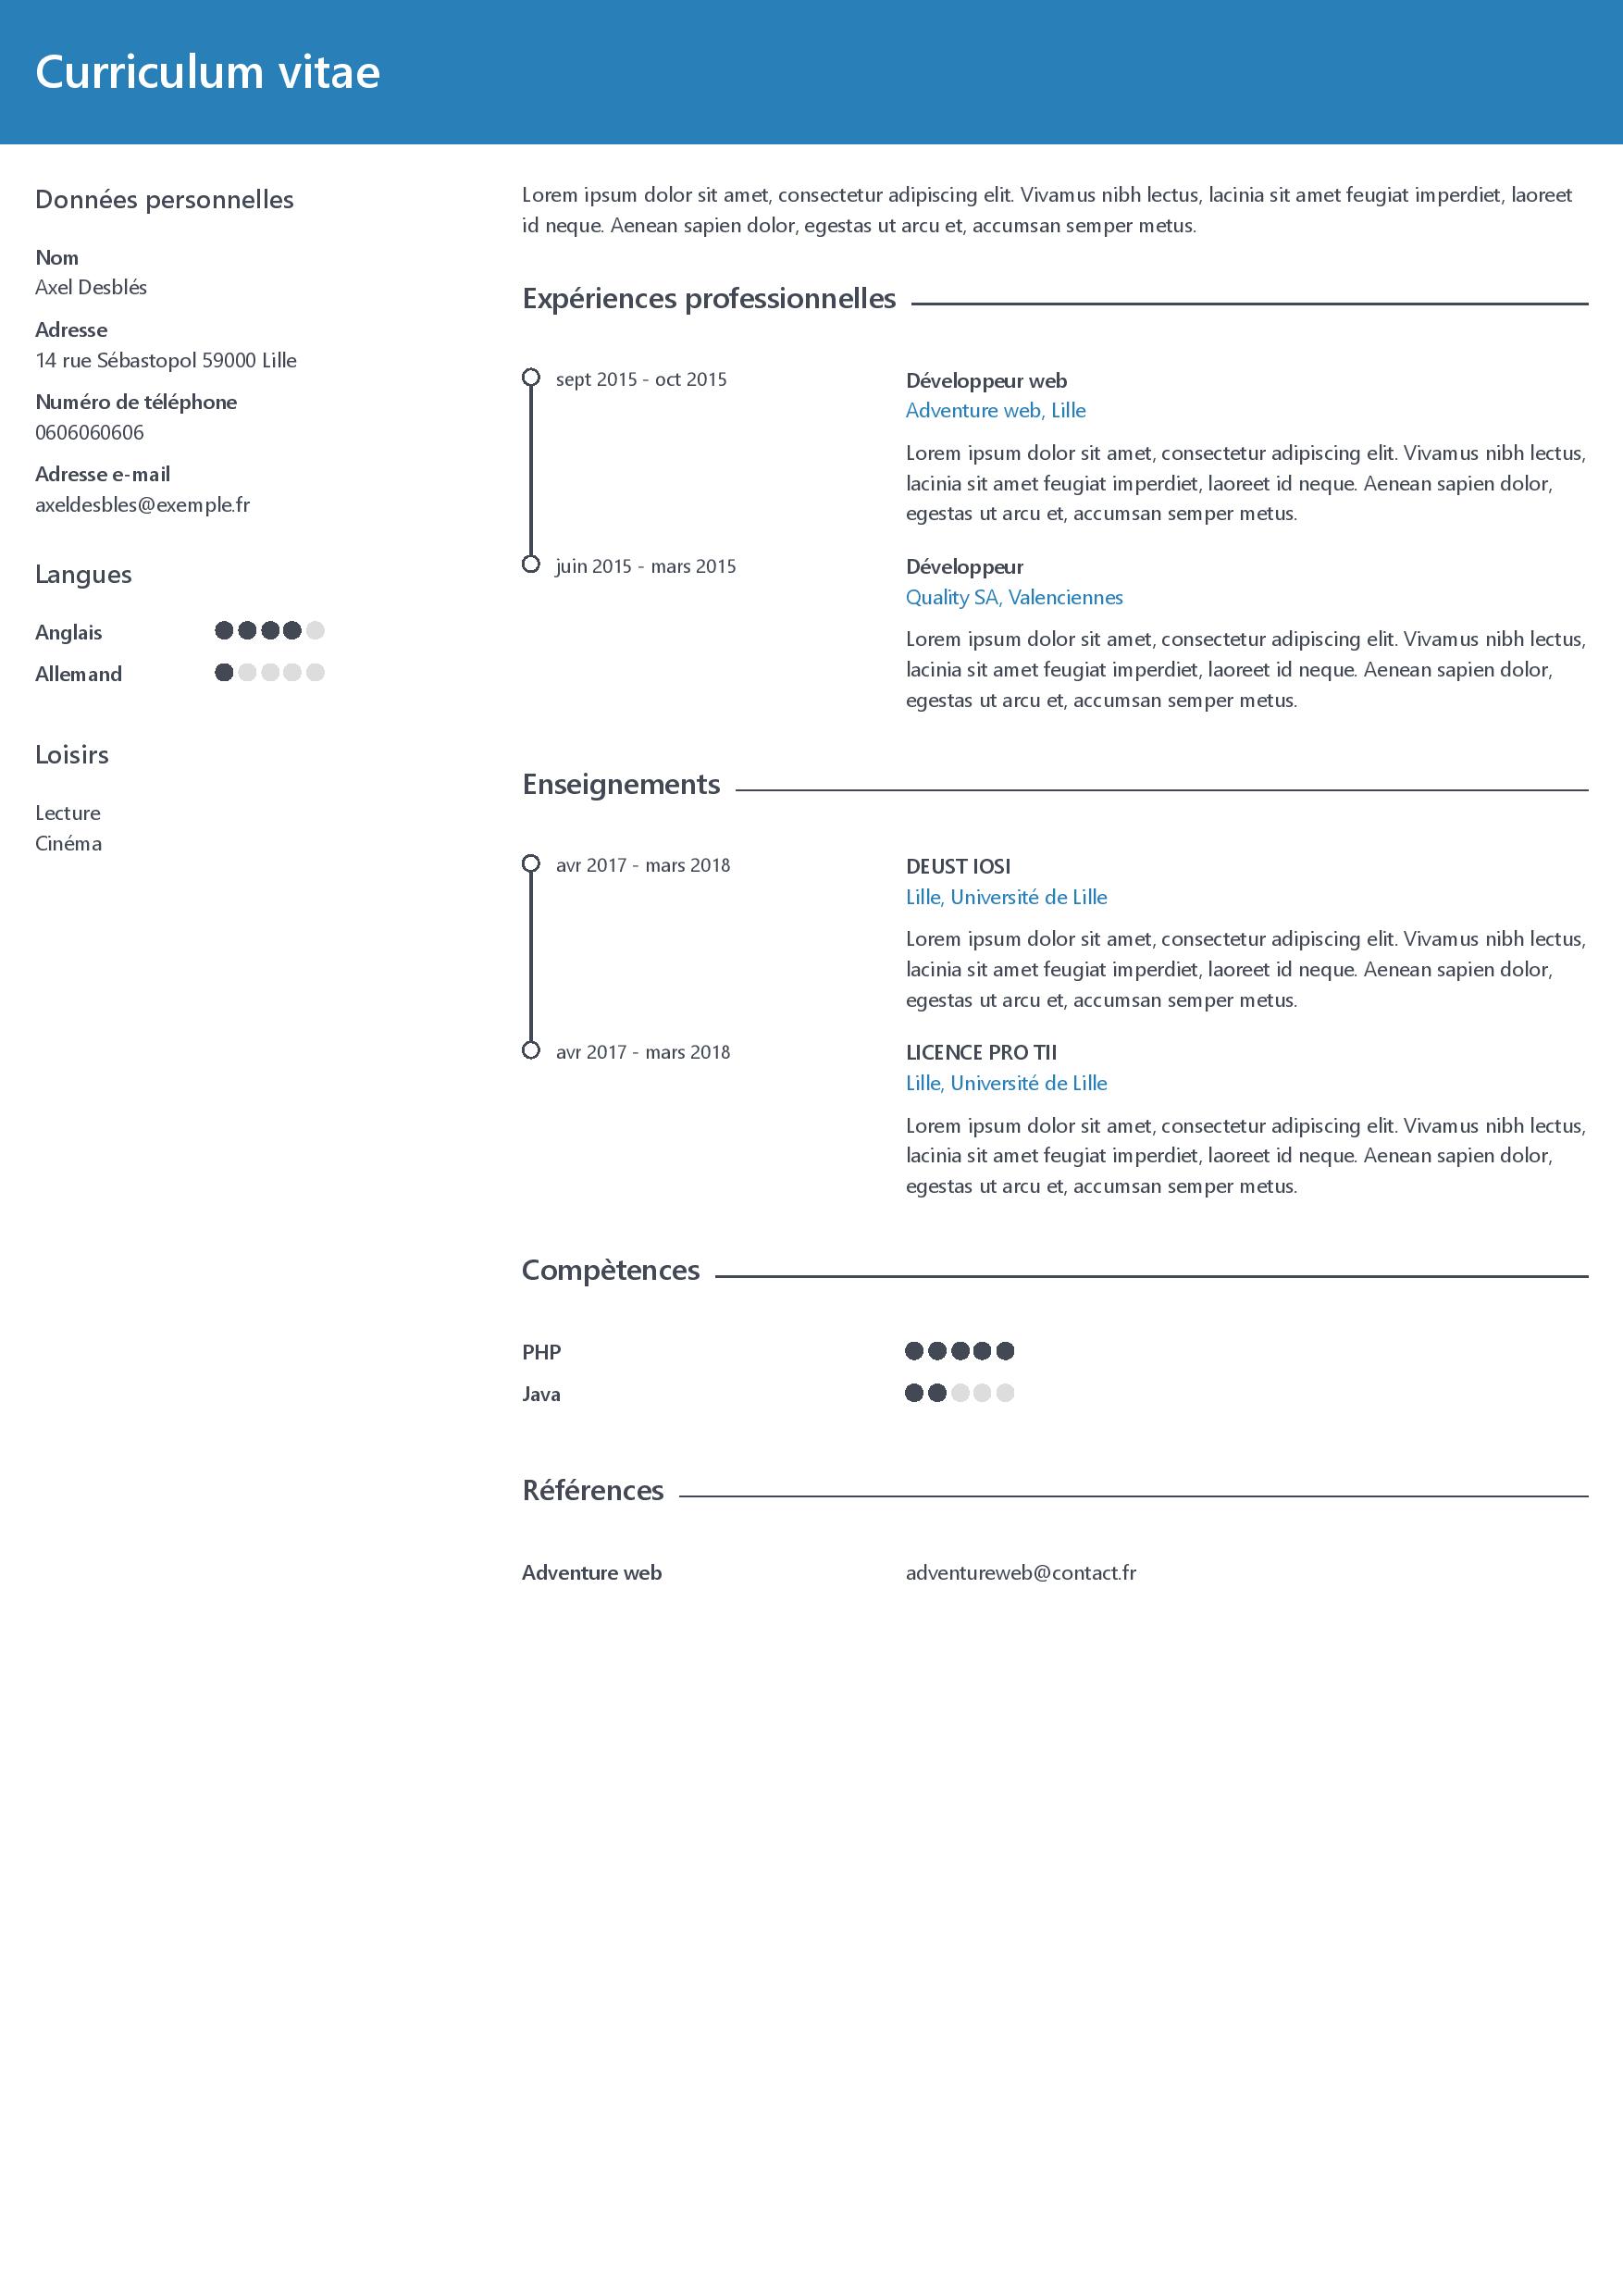 Curriculum vitae
Données personnelles
Nom
Axel Desblés
Adresse
14 rue Sébastopol 59000 Lille
Numéro de téléphone
0606060606
Adresse e-mail
axeldesbles@exemple.fr
Langues
Anglais
Allemand
Loisirs
Lecture
Cinéma
Lorem ipsum dolor sit amet, consectetur adipiscing elit. Vivamus nibh lectus, lacinia sit amet feugiat imperdiet, laoreet
id neque. Aenean sapien dolor, egestas ut arcu et, accumsan semper metus.
Expériences professionnelles
sept 2015 - oct 2015
Développeur web
Adventure web, Lille
Lorem ipsum dolor sit amet, consectetur adipiscing elit. Vivamus nibh lectus,
lacinia sit amet feugiat imperdiet, laoreet id neque. Aenean sapien dolor,
egestas ut arcu et, accumsan semper metus.
juin 2015 - mars 2015
Développeur
Quality SA, Valenciennes
Lorem ipsum dolor sit amet, consectetur adipiscing elit. Vivamus nibh lectus,
lacinia sit amet feugiat imperdiet, laoreet id neque. Aenean sapien dolor,
egestas ut arcu et, accumsan semper metus.
Enseignements
avr 2017 - mars 2018
DEUST IOSI
Lille, Université de Lille
Lorem ipsum dolor sit amet, consectetur adipiscing elit. Vivamus nibh lectus,
lacinia sit amet feugiat imperdiet, laoreet id neque. Aenean sapien dolor,
egestas ut arcu et, accumsan semper metus.
avr 2017 - mars 2018
LICENCE PRO TII
Lille, Université de Lille
Lorem ipsum dolor sit amet, consectetur adipiscing elit. Vivamus nibh lectus,
lacinia sit amet feugiat imperdiet, laoreet id neque. Aenean sapien dolor,
egestas ut arcu et, accumsan semper metus.
Compètences
PHP
Java
Références
Adventure web
adventureweb@contact.fr